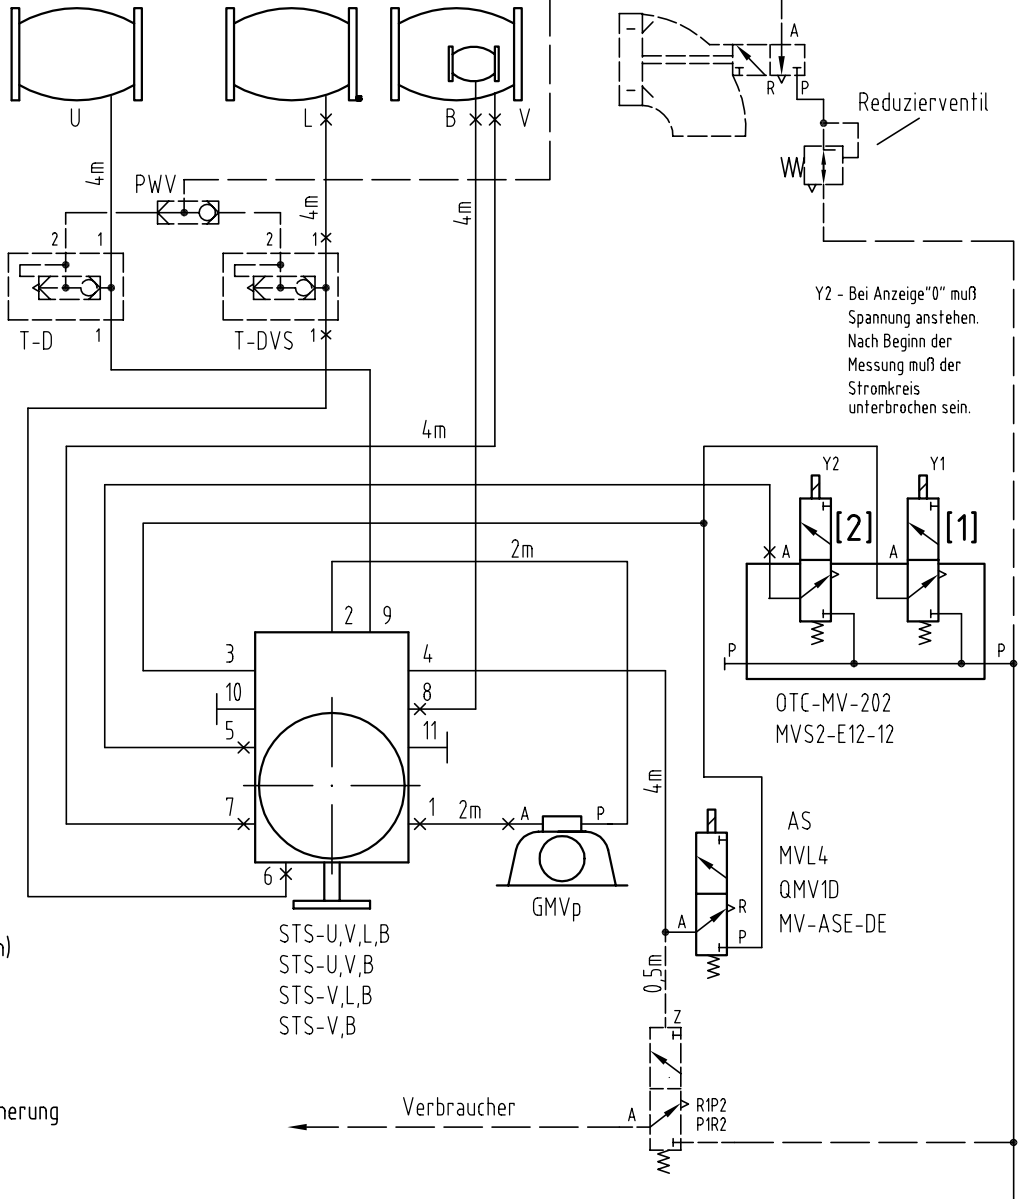 A
R
P
Reduzierventil
U
L
B
V
4m
PWV
4m
4m
2
1
2
1
T-D
1
T-DVS
1
Y2 - Bei Anzeige"0" muß
Spannung anstehen.
Nach Beginn der
Messung muß der
Stromkreis
unterbrochen sein.
4m
Y2
Y1
[2]
[1]
A
A
2m
2
9
3
4
P
P
10
8
OTC-MV-202
MVS2-E12-12
5
11
4m
7
1
2m
A
P
AS
MVL4
QMV1D
MV-ASE-DE
6
GMVp
R
A
P
STS-U,V,L,B
STS-U,V,B
STS-V,L,B
STS-V,B
0,5m
Z
Verbraucher
A
R1P2
P1R2
nerung